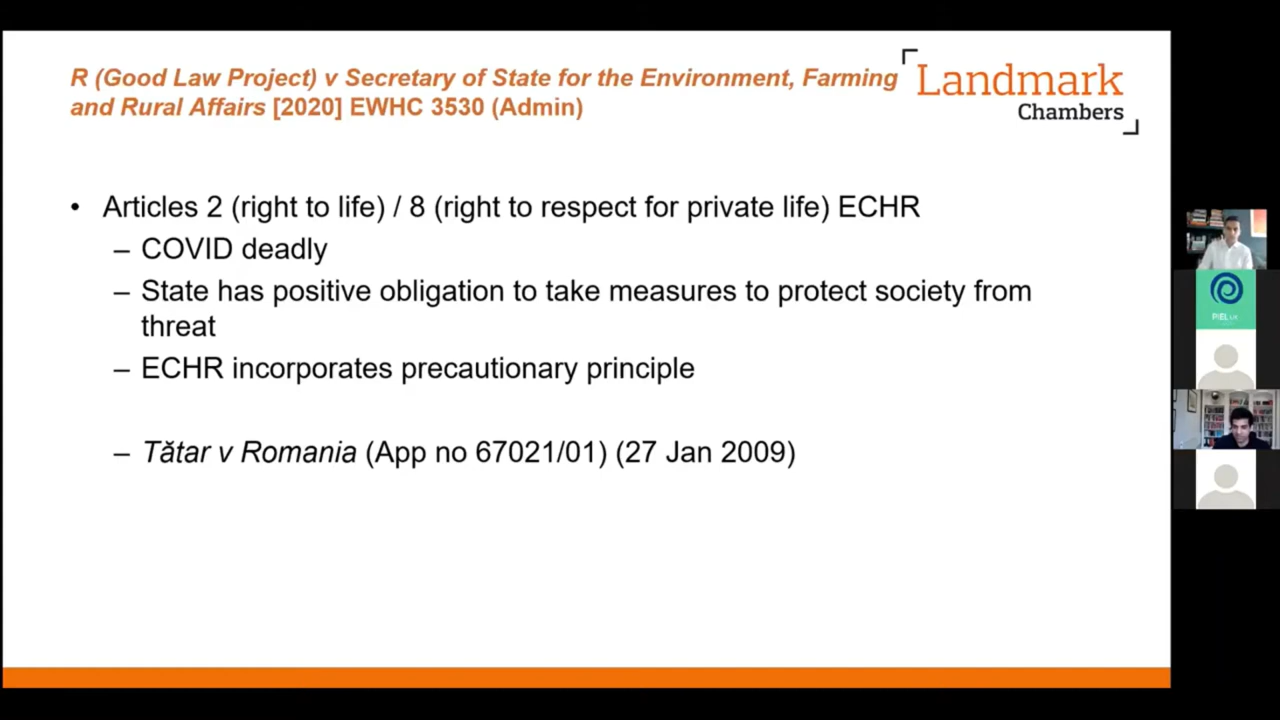 R (Good Law Project) v Secretary of State for the Environment, Farming
and Rural Affairs [2020] EWHC 3530 (Admin)
Landmark
Chambers
• Articles 2 (right to life) / 8 (right to respect for private life) ECHR
– COVID deadly
– State has positive obligation to take measures to protect society from
threat
– ECHR incorporates precautionary principle
– Tătar v Romania (App no 67021/01) (27 Jan 2009)